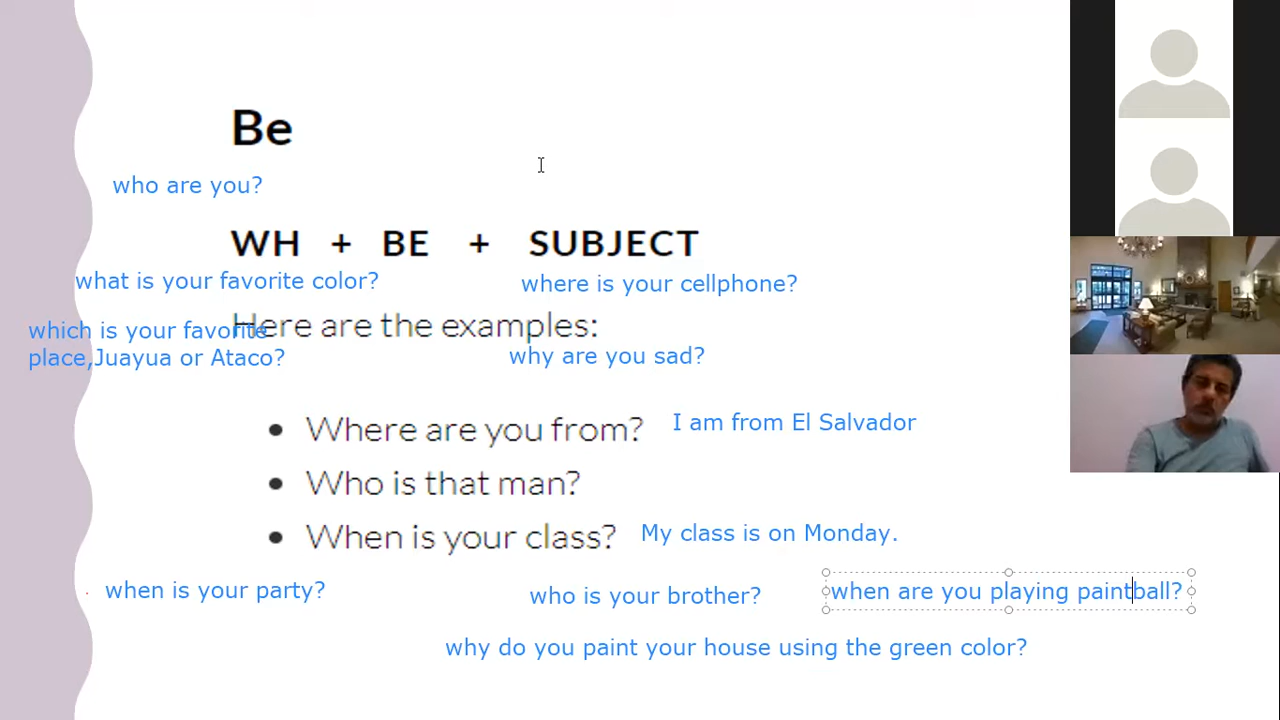 Be
who are you?
WH + BE + SUBJECT
what is your favorite color?
where is your cellphone?
which is your favorite
place,Juayua or Ataco?
Here are the examples:
why are you sad?
• Where are you from?
I am from El Salvador
• Who is that man?
• When is your class?
My class is on Monday.
when is your party?
who is your brother?
when are you playing paintball?
why do you paint your house using the green color?